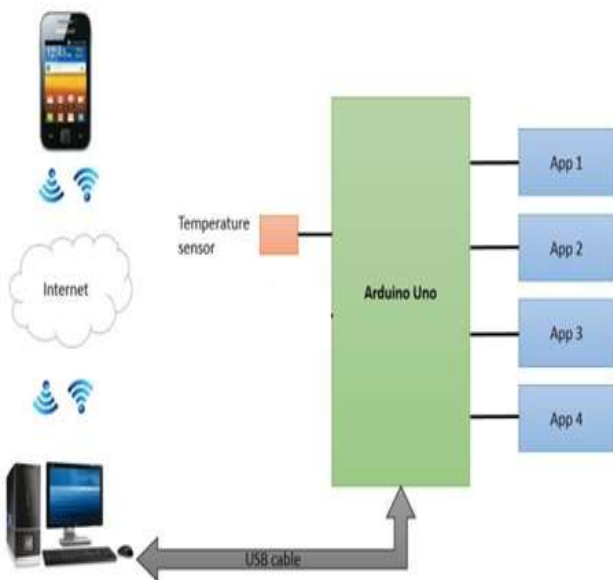 Temperature
sensor
Internet
Arduino Uno
App 1
App 2
App 3
App 4
USB cable